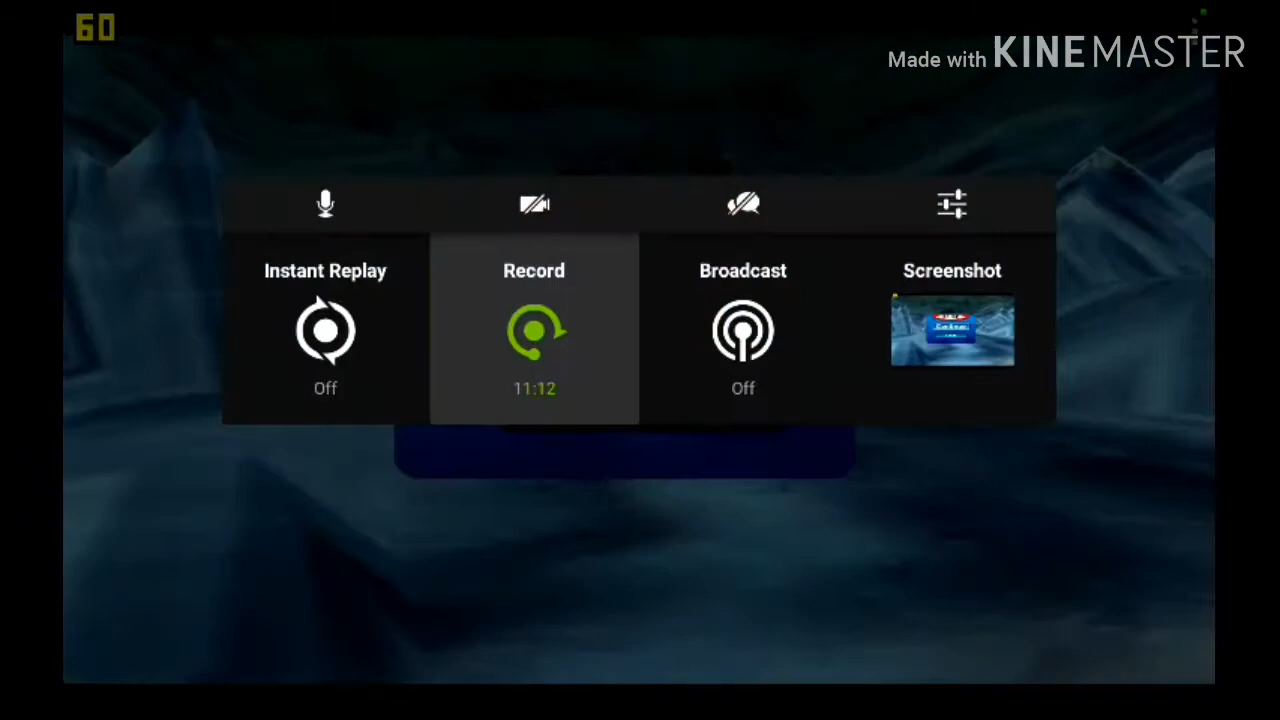 60
Made with KINEMASTER
Instant Replay
Record
Broadcast
Screenshot
Off
11:12
Off